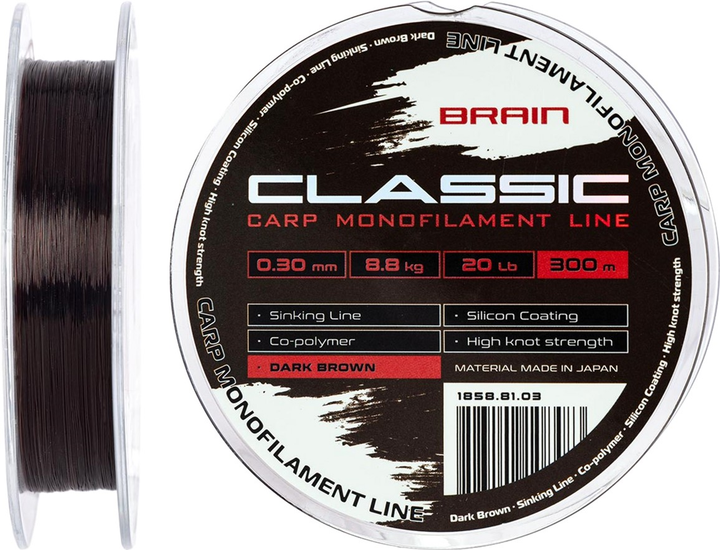 BRAIN
CLASSIC
CARP MONOFILAMENT LINE
0.30 mm
8.8 kg
20 Lb
300 m
· Sinking Line
· Silicon Coating
· Co-polymer
· High knot strength
· DARK BROWN
MATERIAL MADE IN JAPAN
1858.81.03
CARP MONOFILAMENT LINE
CARP MONOFILAMENT LINE
Dark Brown · Sinking Line · Co-polymer · Silicon Coating · High knot strength
Dark Brown · Sinking Line · Co-polymer · Silicon Coating · High knot strength